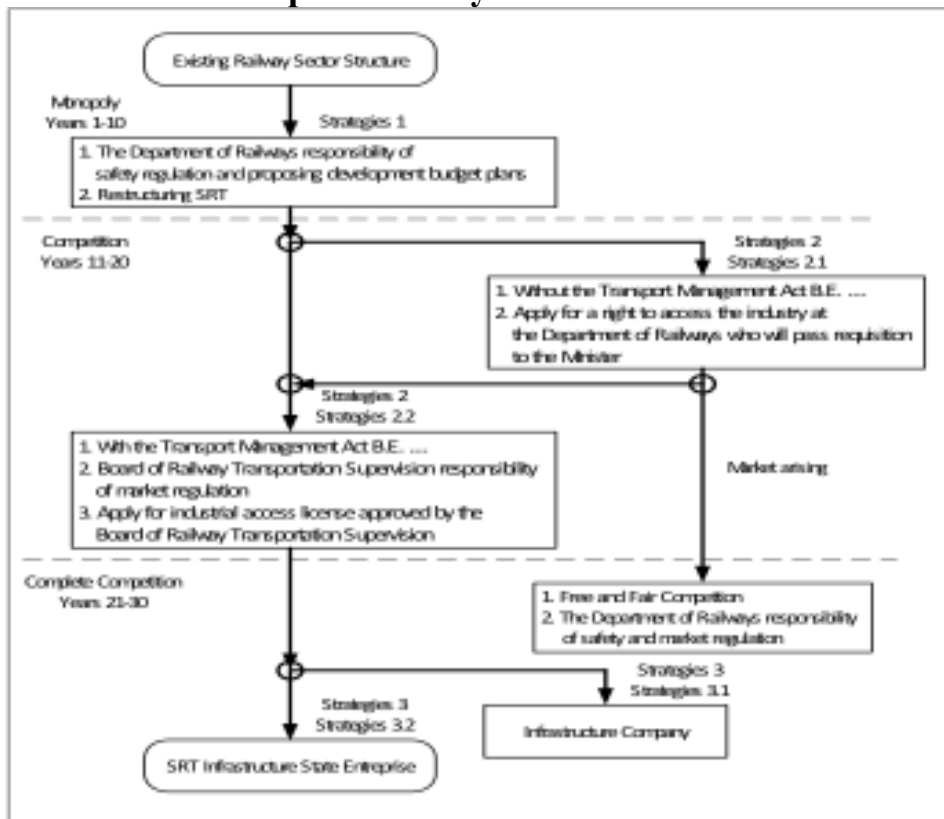 Existing Railway Sector Structure
Monopoly
Years 1-10
Strategies 1
1. The Department of Railways responsibility of
safety regulation and proposing development budget plans
2. Restructuring SRT
Competition
Years 11-20
Strategies 2
Strategies 2.1
1. Without the Transport Management Act B.E. ....
2. Apply for a right to access the industry at
the Department of Railways who will pass requisition
to the Minister
Strategies 2
Strategies 2.2
1. With the Transport Management Act B.E. ....
2. Board of Railway Transportation Supervision responsibility
of market regulation
3. Apply for industrial access license approved by the
Board of Railway Transportation Supervision
Market arising
Complete Competition
Years 21-30
1. Free and Fair Competition
2. The Department of Railways responsibility
of safety and market regulation
Strategies 3
Strategies 3.1
Infrastructure Company
Strategies 3
Strategies 3.2
SRT Infrastructure State Entreprise